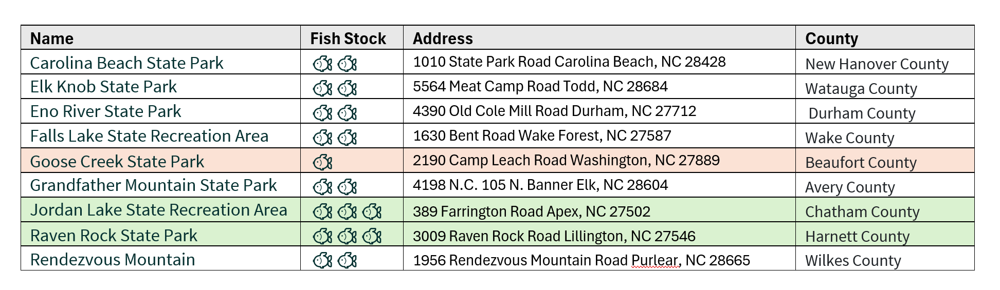 Name Fish Stock Address County
Carolina Beach State Park 1010 State Park Road Carolina Beach, NC 28428 New Hanover County
Elk Knob State Park 5564 Meat Camp Road Todd, NC 28684 Watauga County
Eno River State Park 4390 Old Cole Mill Road Durham, NC 27712 Durham County
Falls Lake State Recreation Area 1630 Bent Road Wake Forest, NC 27587 Wake County
Goose Creek State Park 2190 Camp Leach Road Washington, NC 27889 Beaufort County
Grandfather Mountain State Park 4198 N.C. 105 N. Banner Elk, NC 28604 Avery County
Jordan Lake State Recreation Area 389 Farrington Road Apex, NC 27502 Chatham County
Raven Rock State Park 3009 Raven Rock Road Lillington, NC 27546 Harnett County
Rendezvous Mountain 1956 Rendezvous Mountain Road Purlear, NC 28665 Wilkes County